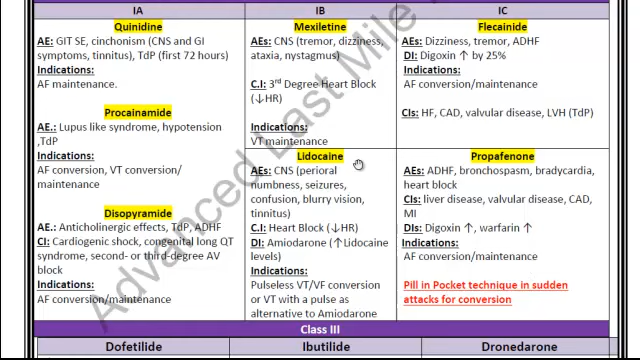 IA
IB
IC
Quinidine
AE: GIT SE, cinchonism (CNS and GI
symptoms, tinnitus), TdP (first 72 hours)
Indications:
AF maintenance.
Procainamide
AE.: Lupus like syndrome, hypotension
,TdP
Indications:
AF conversion, VT conversion/
maintenance
Disopyramide
AE.: Anticholinergic effects, TdP, ADHF
CI: Cardiogenic shock, congenital long QT
syndrome, second- or third-degree AV
block
Indications:
AF conversion/maintenance
Mexiletine
AEs: CNS (tremor, dizziness,
ataxia, nystagmus)
C.I: 3rd Degree Heart Block
(↓HR)
Indications:
VT maintenance
Lidocaine
AEs: CNS (perioral
numbness, seizures,
confusion, blurry vision,
tinnitus)
C.I: Heart Block (↓HR)
DI: Amiodarone (↑Lidocaine
levels)
Indications:
Pulseless VT/VF conversion
or VT with a pulse as
alternative to Amiodarone
Flecainide
AEs: Dizziness, tremor, ADHF
DI: Digoxin ↑ by 25%
Indications:
AF conversion/maintenance
CIs: HF, CAD, valvular disease, LVH (TdP)
Propafenone
AEs: ADHF, bronchospasm, bradycardia,
heart block
CIs: liver disease, valvular disease, CAD,
MI
DIs: Digoxin ↑, warfarin ↑
Indications:
AF conversion/maintenance
Pill in Pocket technique in sudden
attacks for conversion
Class III
Dofetilide
Ibutilide
Dronedarone
Advanced Last Mile